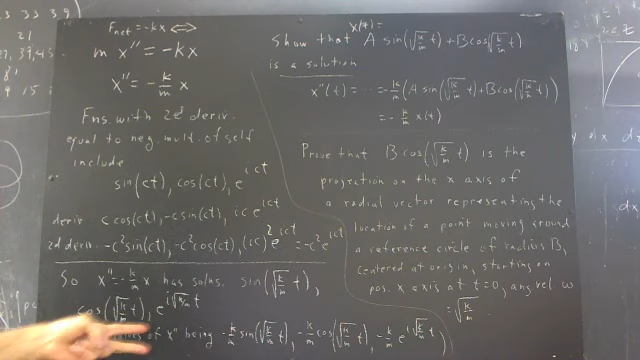 F_net = -kx ⟺
m x'' = -kx
x'' = -k/m x
Fns. with 2d deriv.
equal to neg. mult. of self
include
sin(ct), cos(ct), e^{ict}
deriv. c cos(ct), -c sin(ct), ic e^{ict}
2d deriv. -c² sin(ct), -c² cos(ct), (ic)² e^{ict} = -c² e^{ict}
So x'' = -k/m x has solns. sin(√(k/m) t),
cos(√(k/m) t), e^{i√(k/m) t}
of x'' being -k/m sin(√(k/m) t), -k/m cos(√(k/m) t), -k/m e^{i√(k/m) t})
x(t) =
Show that A sin(√(k/m) t) + B cos(√(k/m) t)
is a solution
x''(t) = ... = -k/m (A sin(√(k/m) t) + B cos(√(k/m) t))
= -k/m x(t)
Prove that B cos(√(k/m) t) is the
projection on the x axis of
a radial vector representing the
location of a point moving around
a reference circle of radius B,
centered at origin, starting on
pos. x axis at t=0, ang vel. ω
= √(k/m)